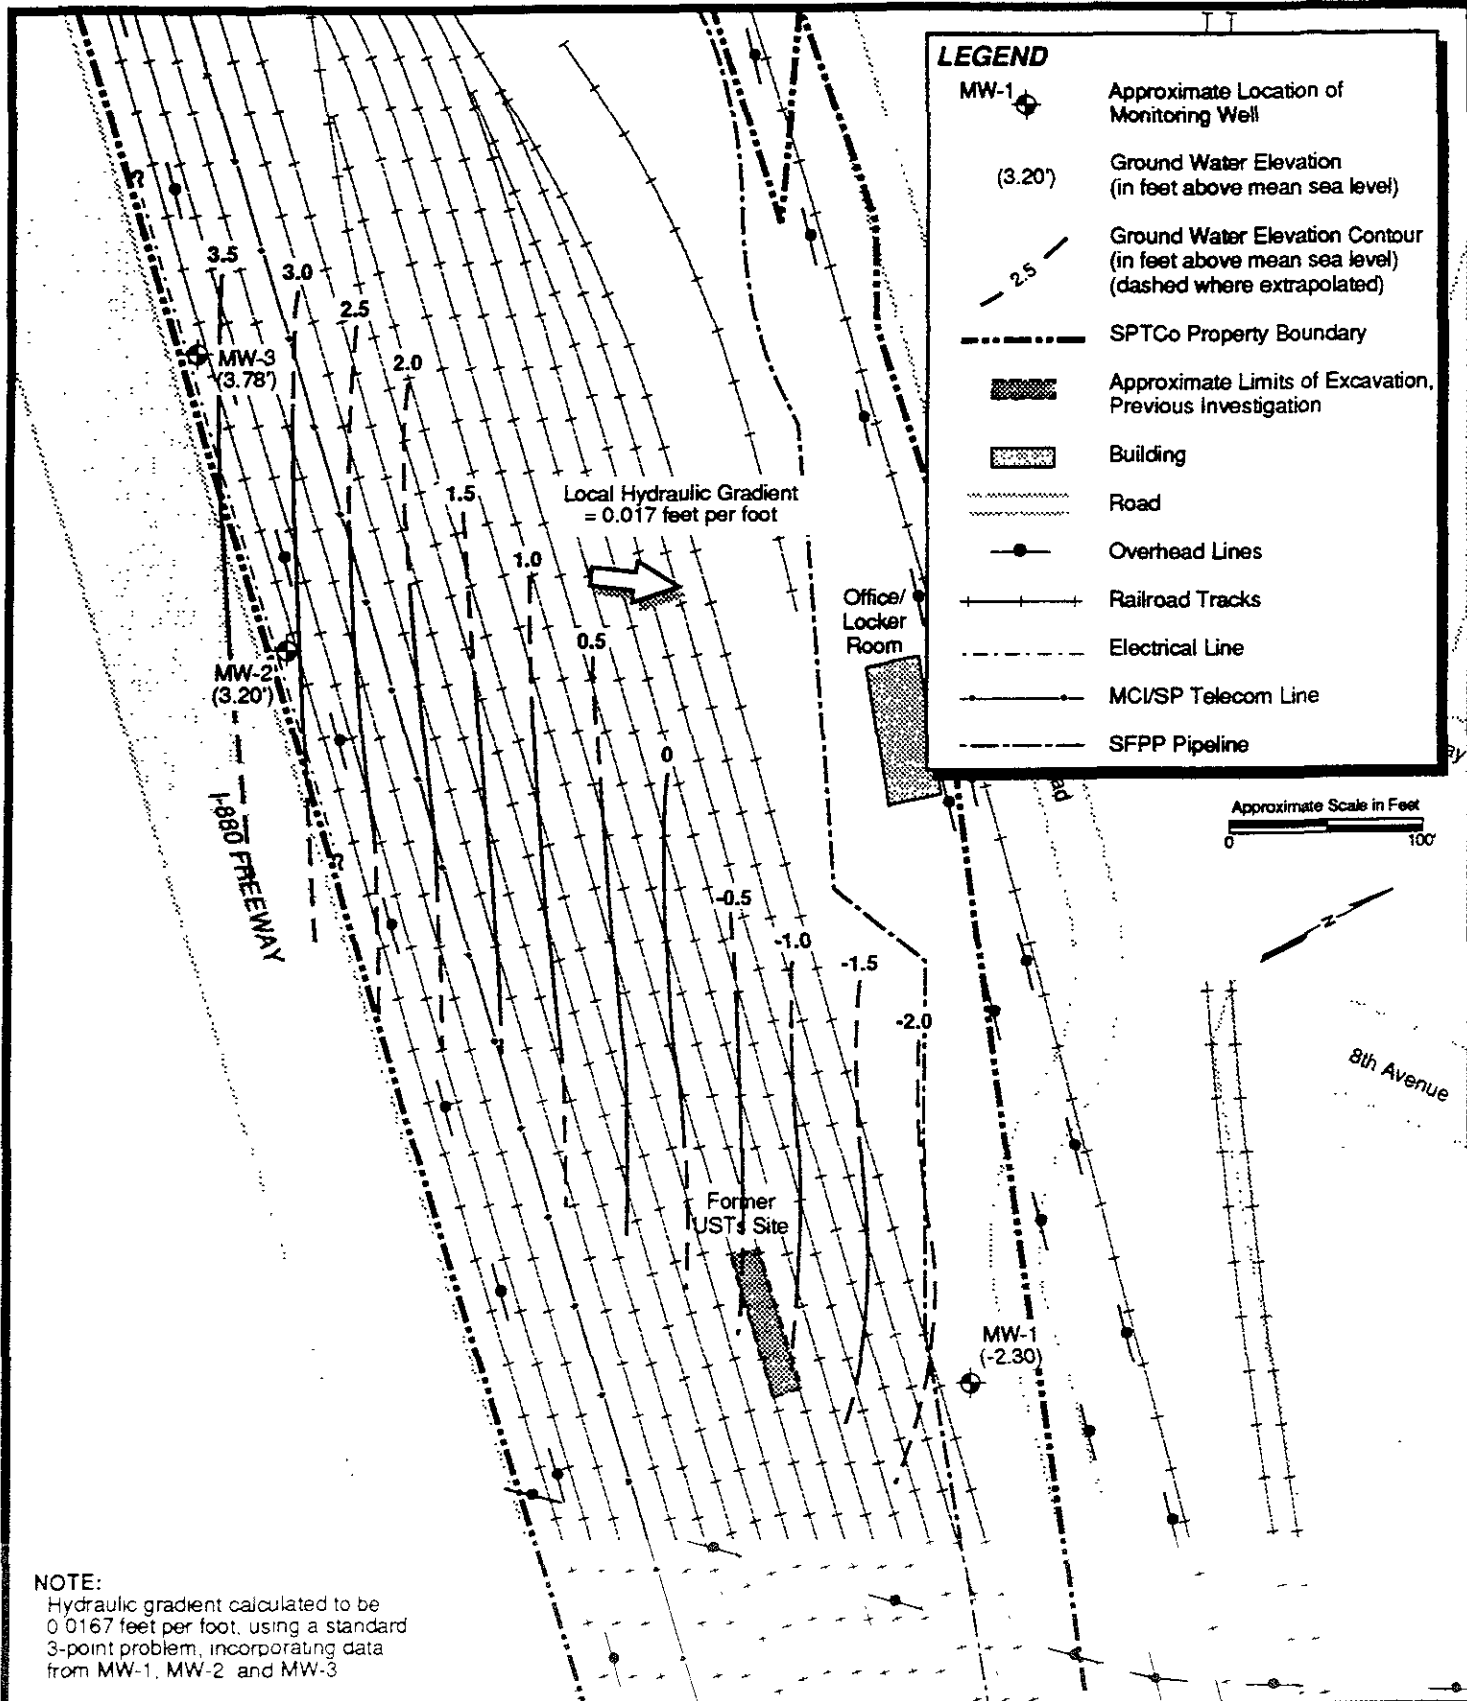 LEGEND
MW-1
Approximate Location of
Monitoring Well
(3.20')
Ground Water Elevation
(in feet above mean sea level)
2.5
Ground Water Elevation Contour
(in feet above mean sea level)
(dashed where extrapolated)
SPTCo Property Boundary
Approximate Limits of Excavation,
Previous Investigation
Building
Road
Overhead Lines
Railroad Tracks
Electrical Line
MCI/SP Telecom Line
SFPP Pipeline
Approximate Scale in Feet
0
100'
N
8th Avenue
3.5
3.0
2.5
2.0
1.5
1.0
0.5
0
-0.5
-1.0
-1.5
-2.0
MW-3
(3.78')
Local Hydraulic Gradient
= 0.017 feet per foot
Office/
Locker
Room
MW-2
(3.20')
I-880 FREEWAY
Former
USTs Site
MW-1
(-2.30)
NOTE:
Hydraulic gradient calculated to be
0 0167 feet per foot, using a standard
3-point problem, incorporating data
from MW-1, MW-2 and MW-3